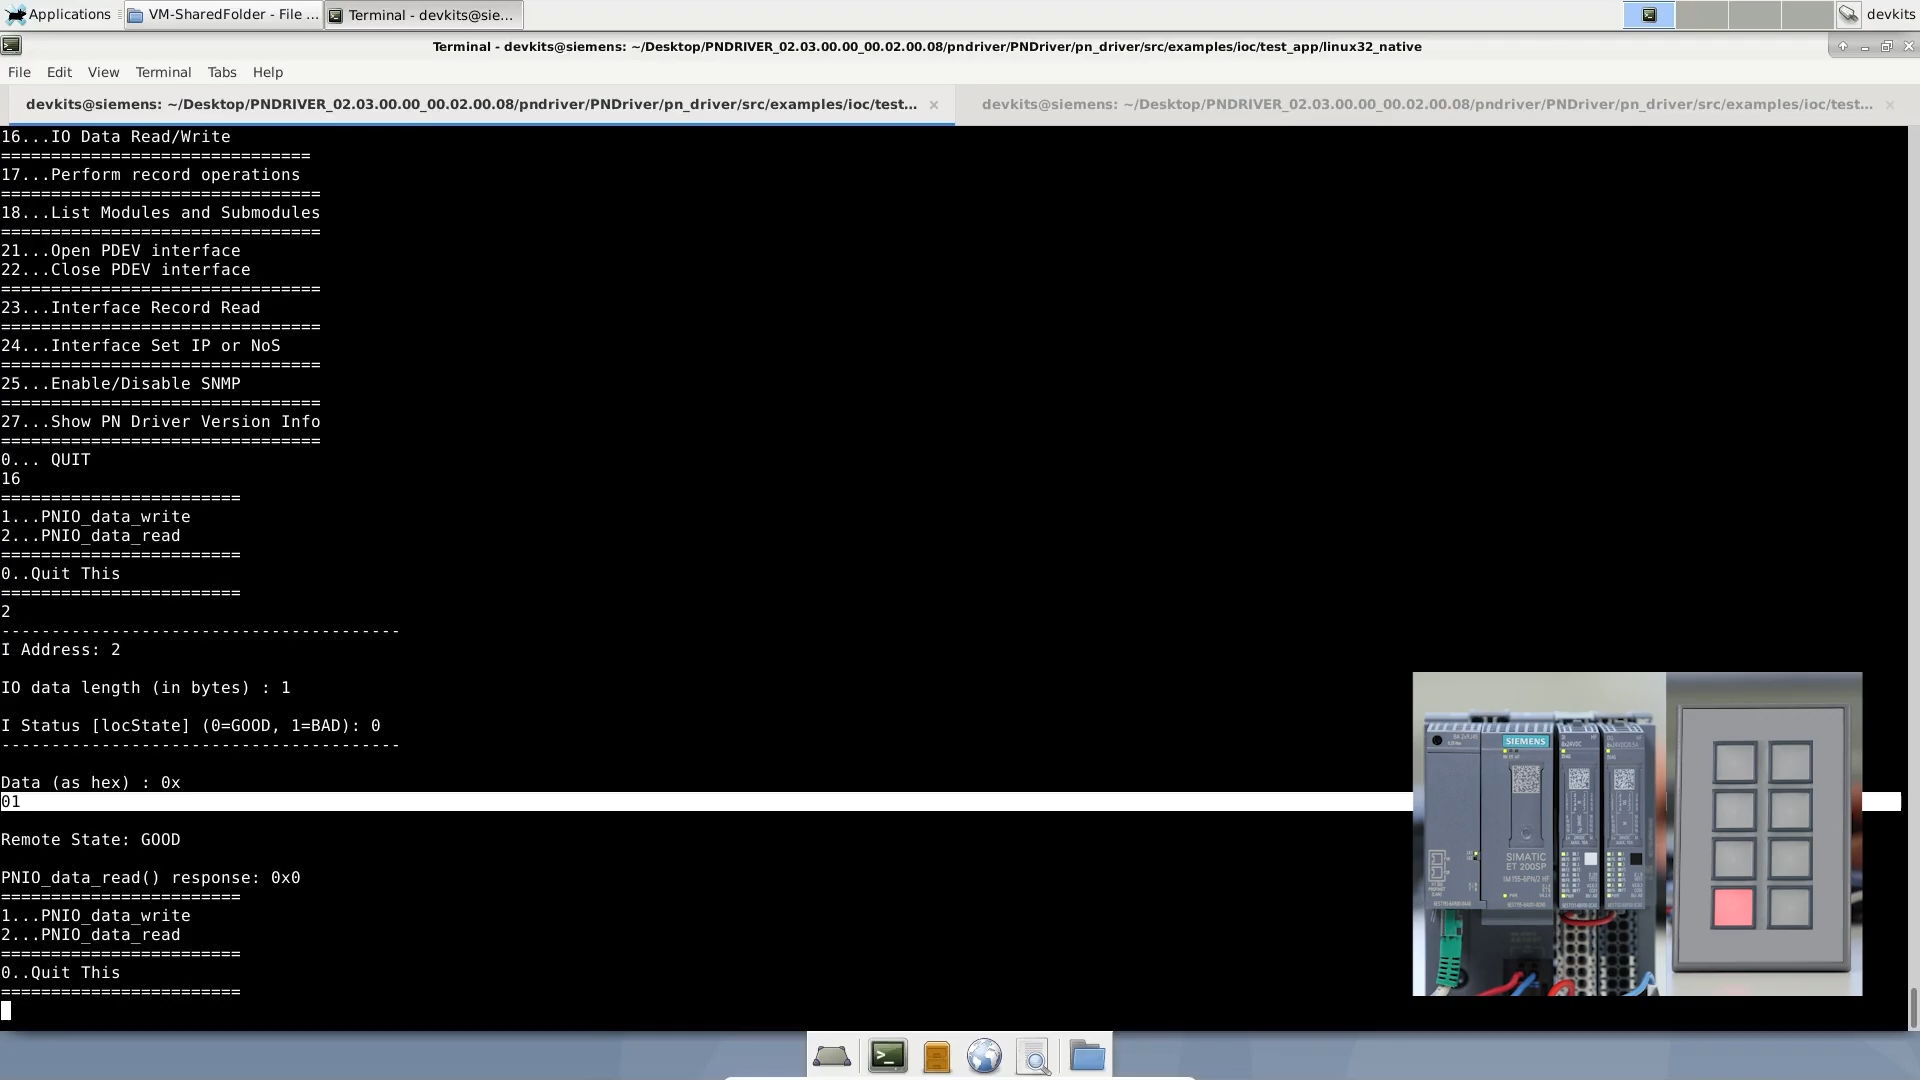 Applications
VM-SharedFolder - File ...
Terminal - devkits@sie...
devkits
Terminal - devkits@siemens: ~/Desktop/PNDRIVER_02.03.00.00_00.02.00.08/pndriver/PNDriver/pn_driver/src/examples/ioc/test_app/linux32_native
File Edit View Terminal Tabs Help
devkits@siemens: ~/Desktop/PNDRIVER_02.03.00.00_00.02.00.08/pndriver/PNDriver/pn_driver/src/examples/ioc/test...
devkits@siemens: ~/Desktop/PNDRIVER_02.03.00.00_00.02.00.08/pndriver/PNDriver/pn_driver/src/examples/ioc/test...
16...IO Data Read/Write
===============================
17...Perform record operations
================================
18...List Modules and Submodules
================================
21...Open PDEV interface
22...Close PDEV interface
================================
23...Interface Record Read
================================
24...Interface Set IP or NoS
================================
25...Enable/Disable SNMP
================================
27...Show PN Driver Version Info
================================
0... QUIT
16
========================
1...PNIO_data_write
2...PNIO_data_read
========================
0..Quit This
========================
2
----------------------------------------
I Address: 2
IO data length (in bytes) : 1
I Status [locState] (0=GOOD, 1=BAD): 0
----------------------------------------
Data (as hex) : 0x
01
Remote State: GOOD
PNIO_data_read() response: 0x0
========================
1...PNIO_data_write
2...PNIO_data_read
========================
0..Quit This
========================
SIEMENS
SIMATIC
ET 200SP
IM 155-6PN/2 HF